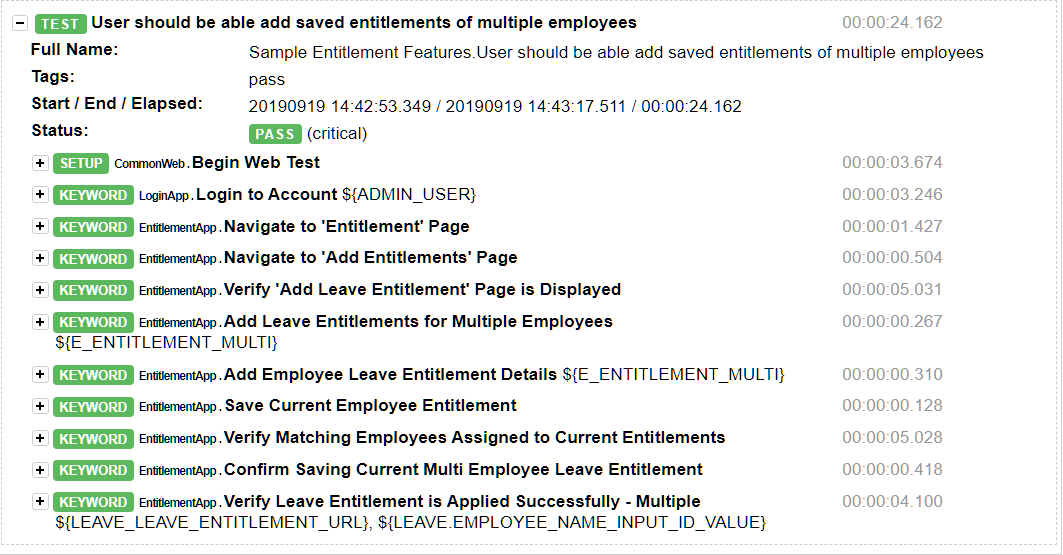 TEST User should be able add saved entitlements of multiple employees 00:00:24.162
Full Name: Sample Entitlement Features.User should be able add saved entitlements of multiple employees
Tags: pass
Start / End / Elapsed: 20190919 14:42:53.349 / 20190919 14:43:17.511 / 00:00:24.162
Status: PASS (critical)
+ SETUP CommonWeb.Begin Web Test 00:00:03.674
+ KEYWORD LoginApp.Login to Account ${ADMIN_USER} 00:00:03.246
+ KEYWORD EntitlementApp.Navigate to 'Entitlement' Page 00:00:01.427
+ KEYWORD EntitlementApp.Navigate to 'Add Entitlements' Page 00:00:00.504
+ KEYWORD EntitlementApp.Verify 'Add Leave Entitlement' Page is Displayed 00:00:05.031
+ KEYWORD EntitlementApp.Add Leave Entitlements for Multiple Employees 00:00:00.267
${E_ENTITLEMENT_MULTI}
+ KEYWORD EntitlementApp.Add Employee Leave Entitlement Details ${E_ENTITLEMENT_MULTI} 00:00:00.310
+ KEYWORD EntitlementApp.Save Current Employee Entitlement 00:00:00.128
+ KEYWORD EntitlementApp.Verify Matching Employees Assigned to Current Entitlements 00:00:05.028
+ KEYWORD EntitlementApp.Confirm Saving Current Multi Employee Leave Entitlement 00:00:00.418
+ KEYWORD EntitlementApp.Verify Leave Entitlement is Applied Successfully - Multiple 00:00:04.100
${LEAVE_LEAVE_ENTITLEMENT_URL}, ${LEAVE.EMPLOYEE_NAME_INPUT_ID_VALUE}